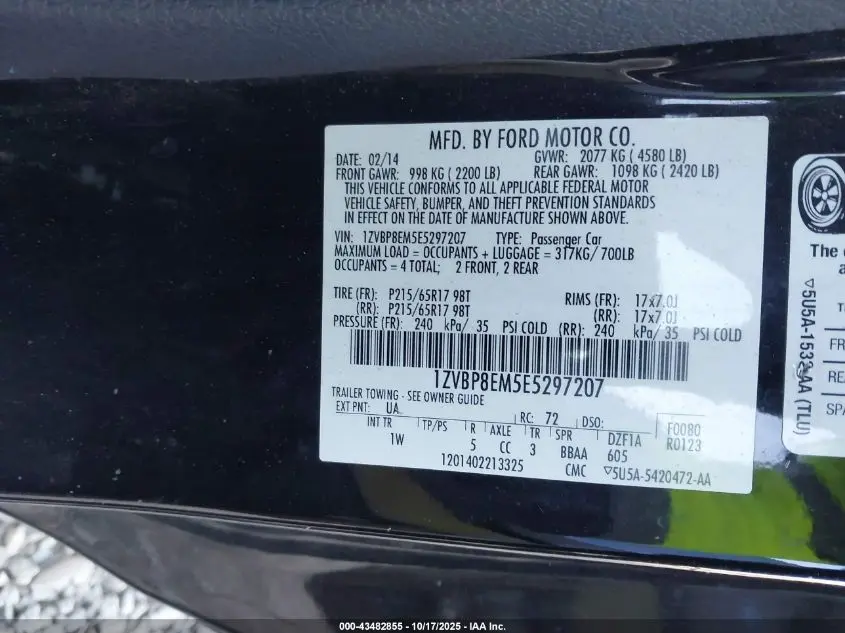 MFD. BY FORD MOTOR CO.
DATE: 02/14 GVWR: 2077 KG ( 4580 LB)
FRONT GAWR: 998 KG ( 2200 LB) REAR GAWR: 1098 KG ( 2420 LB)
THIS VEHICLE CONFORMS TO ALL APPLICABLE FEDERAL MOTOR
VEHICLE SAFETY, BUMPER, AND THEFT PREVENTION STANDARDS
IN EFFECT ON THE DATE OF MANUFACTURE SHOWN ABOVE.
VIN: 1ZVBP8EM5E5297207 TYPE: Passenger Car
MAXIMUM LOAD = OCCUPANTS + LUGGAGE = 317KG/ 700LB
OCCUPANTS = 4 TOTAL; 2 FRONT, 2 REAR
TIRE (FR): P215/65R17 98T RIMS (FR): 17x7.0J
(RR): P215/65R17 98T (RR): 17x7.0J
PRESSURE (FR): 240 kPa/ 35 PSI COLD (RR): 240 kPa/ 35 PSI COLD
1ZVBP8EM5E5297207
TRAILER TOWING - SEE OWNER GUIDE
EXT PNT: UA RC: 72 DSO: F0080
INT TR TP/PS R AXLE TR SPR DZF1A R0123
1W 5 CC 3 BBAA 605
1201402213325 CMC ▽5U5A-5420472-AA
The
▽5U5A-1532-AA (TLU)
FR
RE
SPA
000-43482855 - 10/17/2025 - IAA Inc.